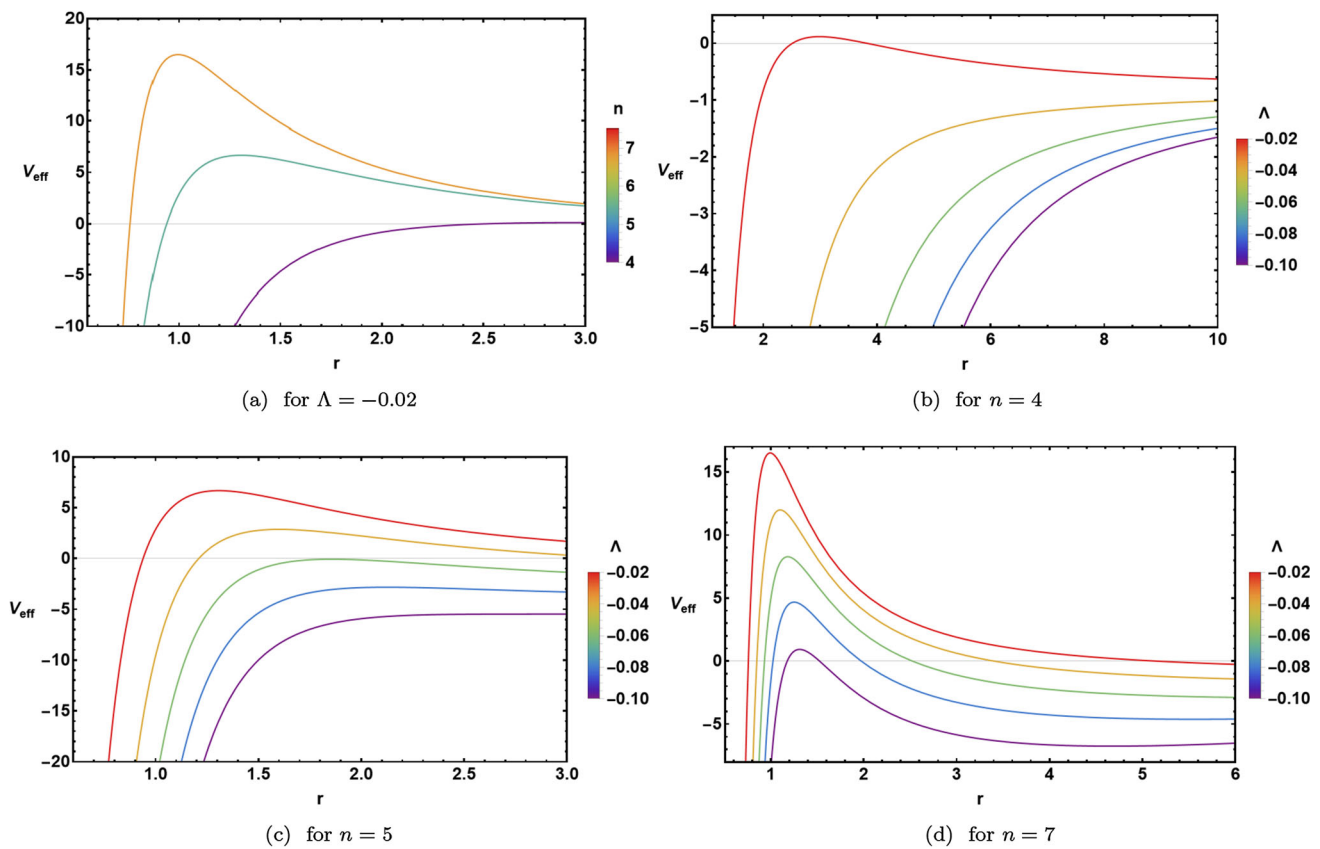 20
15
10
5
0
−5
−10
V_eff
1.0 1.5 2.0 2.5 3.0
r
n
7
6
5
4
(a) for Λ = −0.02
0
−1
−2
−3
−4
−5
V_eff
2 4 6 8 10
r
Λ
−0.02
−0.04
−0.06
−0.08
−0.10
(b) for n = 4
10
5
0
−5
−10
−15
−20
V_eff
1.0 1.5 2.0 2.5 3.0
r
Λ
−0.02
−0.04
−0.06
−0.08
−0.10
(c) for n = 5
15
10
5
0
−5
V_eff
1 2 3 4 5 6
r
Λ
−0.02
−0.04
−0.06
−0.08
−0.10
(d) for n = 7